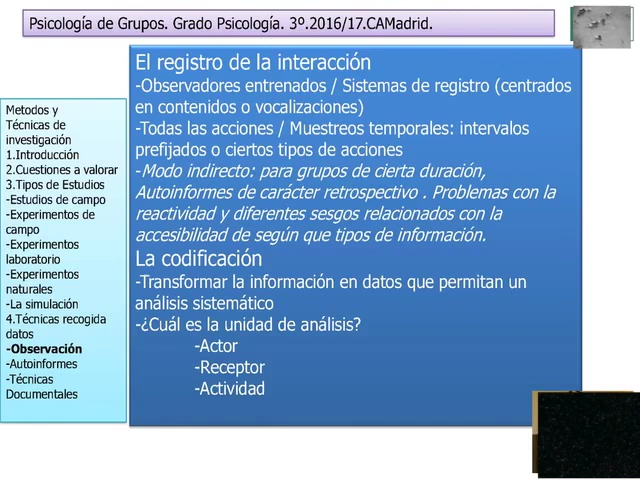 Psicología de Grupos. Grado Psicología. 3º.2016/17.CAMadrid.
Metodos y
Técnicas de
investigación
1.Introducción
2.Cuestiones a valorar
3.Tipos de Estudios
-Estudios de campo
-Experimentos de
campo
-Experimentos
laboratorio
-Experimentos
naturales
-La simulación
4.Técnicas recogida
datos
-Observación
-Autoinformes
-Técnicas
Documentales
El registro de la interacción
-Observadores entrenados / Sistemas de registro (centrados
en contenidos o vocalizaciones)
-Todas las acciones / Muestreos temporales: intervalos
prefijados o ciertos tipos de acciones
-Modo indirecto: para grupos de cierta duración,
Autoinformes de carácter retrospectivo . Problemas con la
reactividad y diferentes sesgos relacionados con la
accesibilidad de según que tipos de información.
La codificación
-Transformar la información en datos que permitan un
análisis sistemático
-¿Cuál es la unidad de análisis?
-Actor
-Receptor
-Actividad